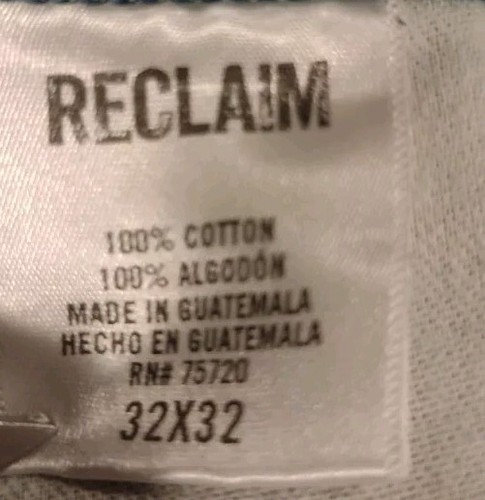 RECLAIM
100% COTTON
100% ALGODÓN
MADE IN GUATEMALA
HECHO EN GUATEMALA
RN# 75720
32X32